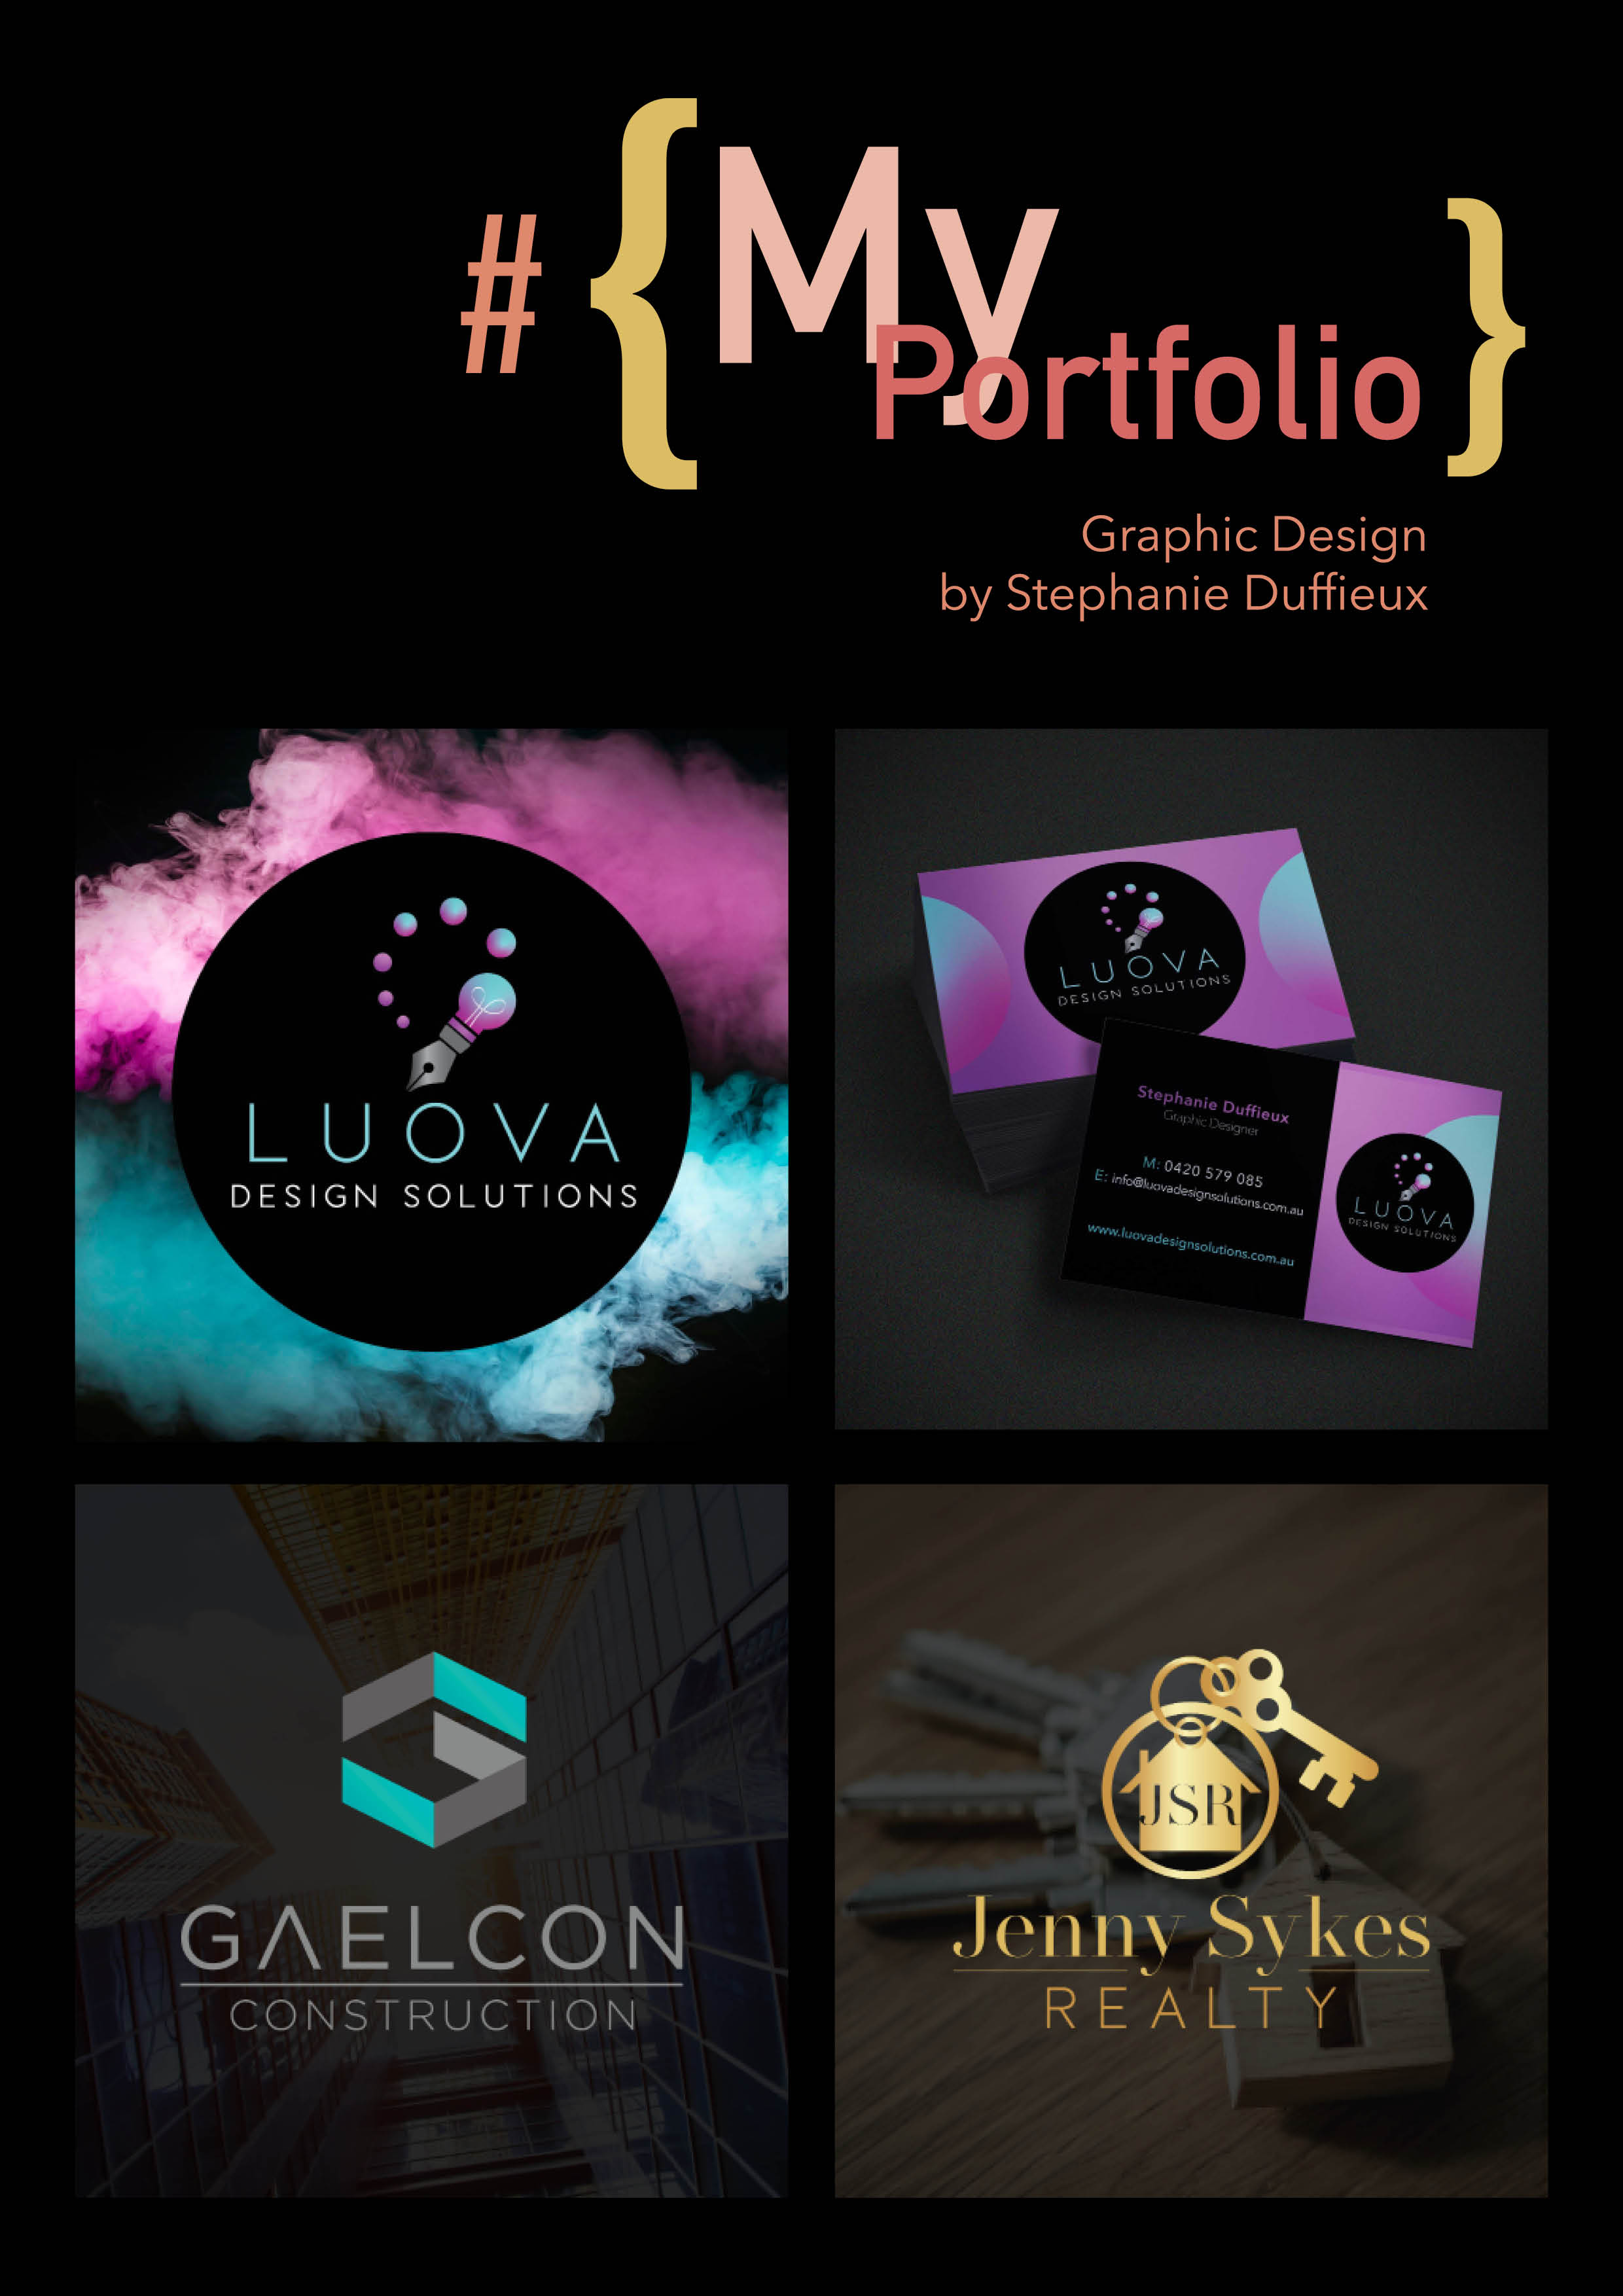 # {My
Portfolio}
Graphic Design
by Stephanie Duffieux
LUOVA
DESIGN SOLUTIONS
LUOVA
DESIGN SOLUTIONS
Stephanie Duffieux
Graphic Designer
M: 0420 579 085
E: info@luovadesignsolutions.com.au
www.luovadesignsolutions.com.au
LUOVA
DESIGN SOLUTIONS
GAELCON
CONSTRUCTION
JSR
Jenny Sykes
REALTY